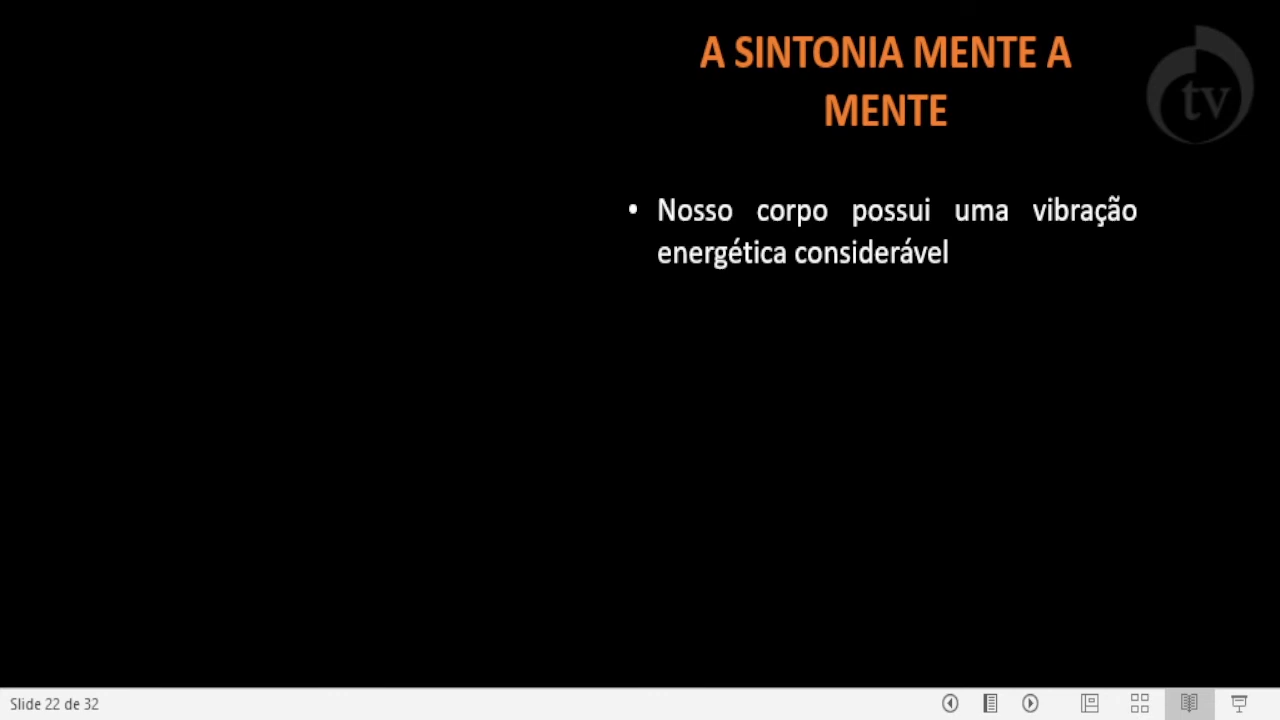 A SINTONIA MENTE A
MENTE
tv
• Nosso corpo possui uma vibração
energética considerável
Slide 22 de 32